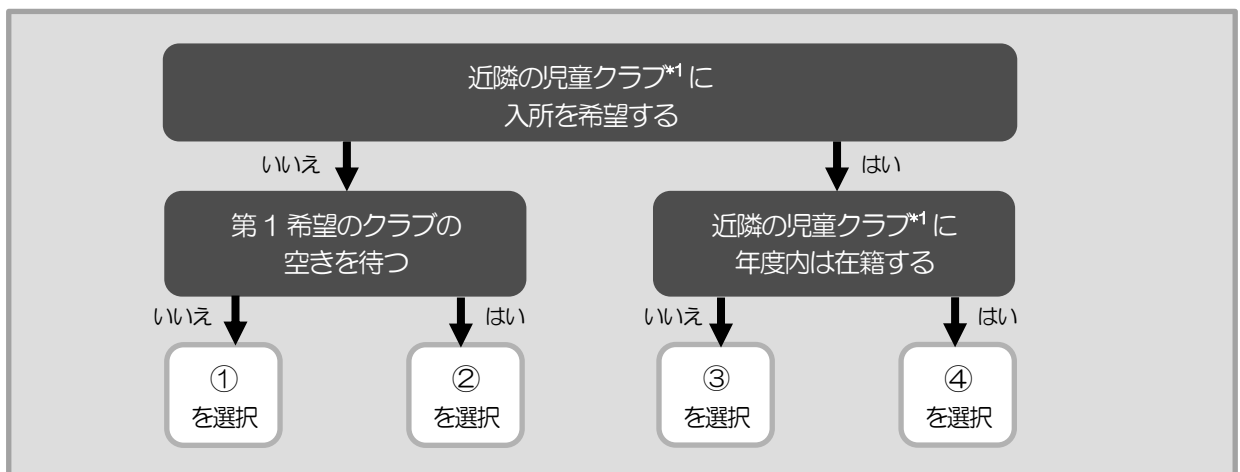 近隣の児童クラブ*1に
入所を希望する
いいえ
はい
第1希望のクラブの
空きを待つ
近隣の児童クラブ*1に
年度内は在籍する
いいえ
はい
いいえ
はい
①
を選択
②
を選択
③
を選択
④
を選択